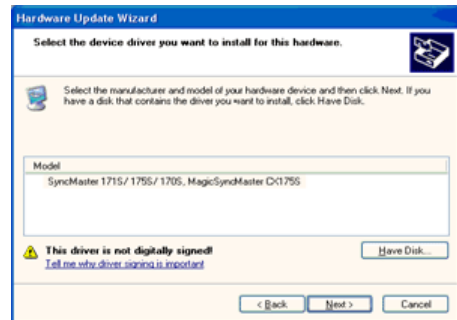 Hardware Update Wizard
Select the device driver you want to install for this hardware.
Select the manufacturer and model of your hardware device and then click Next. If you
have a disk that contains the driver you want to install, click Have Disk.
Model
SyncMaster 171S/ 175S/ 170S, MagicSyncMaster CX175S
This driver is not digitally signed!
Have Disk...
Tell me why driver signing is important
< Back
Next >
Cancel